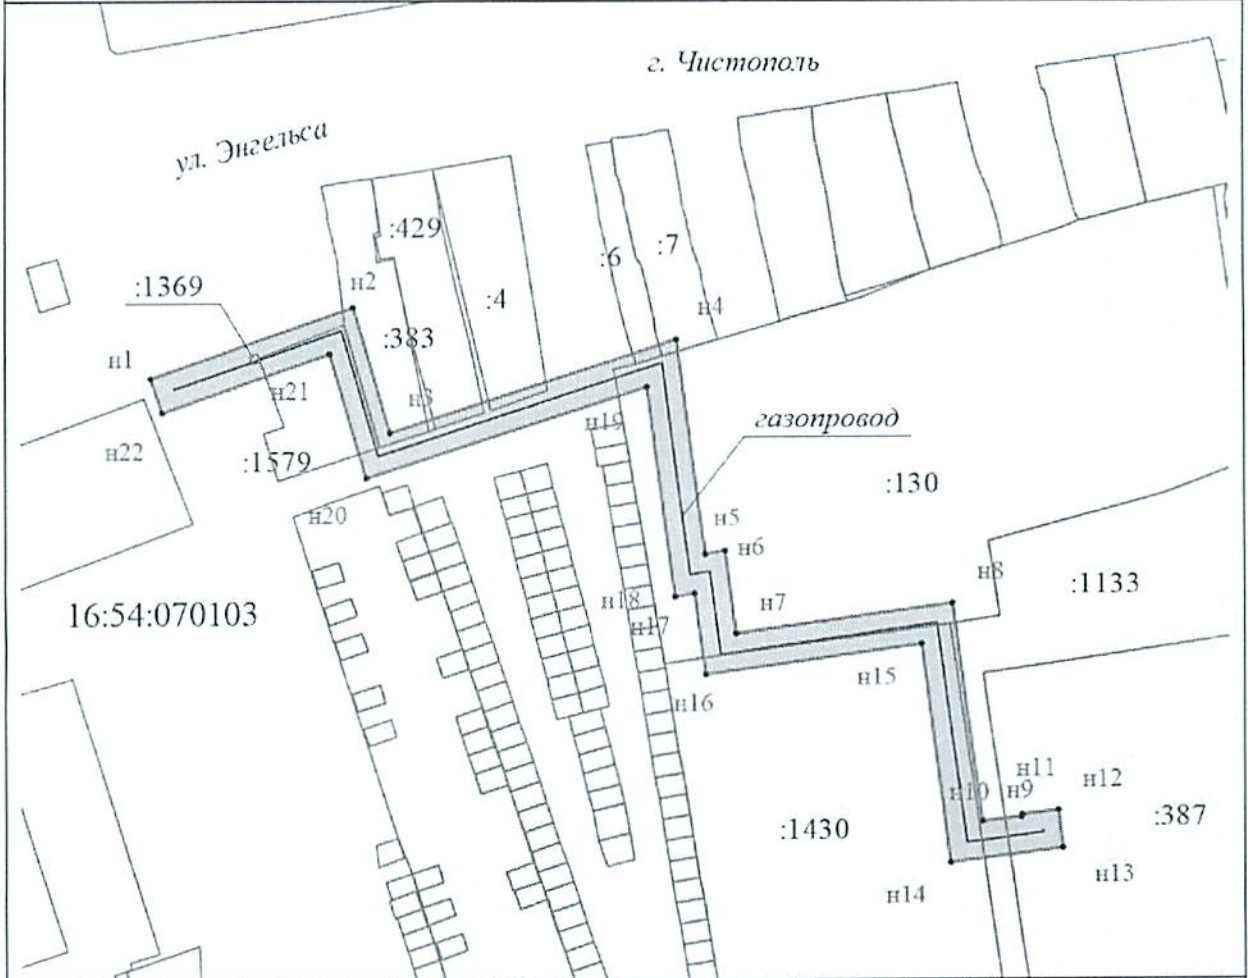 г. Чистополь
ул. Энгельса
:429
:6
:7
:1369
н2
:4
н4
:383
н1
н21
н3
н19
газопровод
н22
:1579
:130
н20
н5
н6
н8
:1133
16:54:070103
н18
н7
н17
н15
н16
н11
н12
н10
н9
:1430
:387
н14
н13